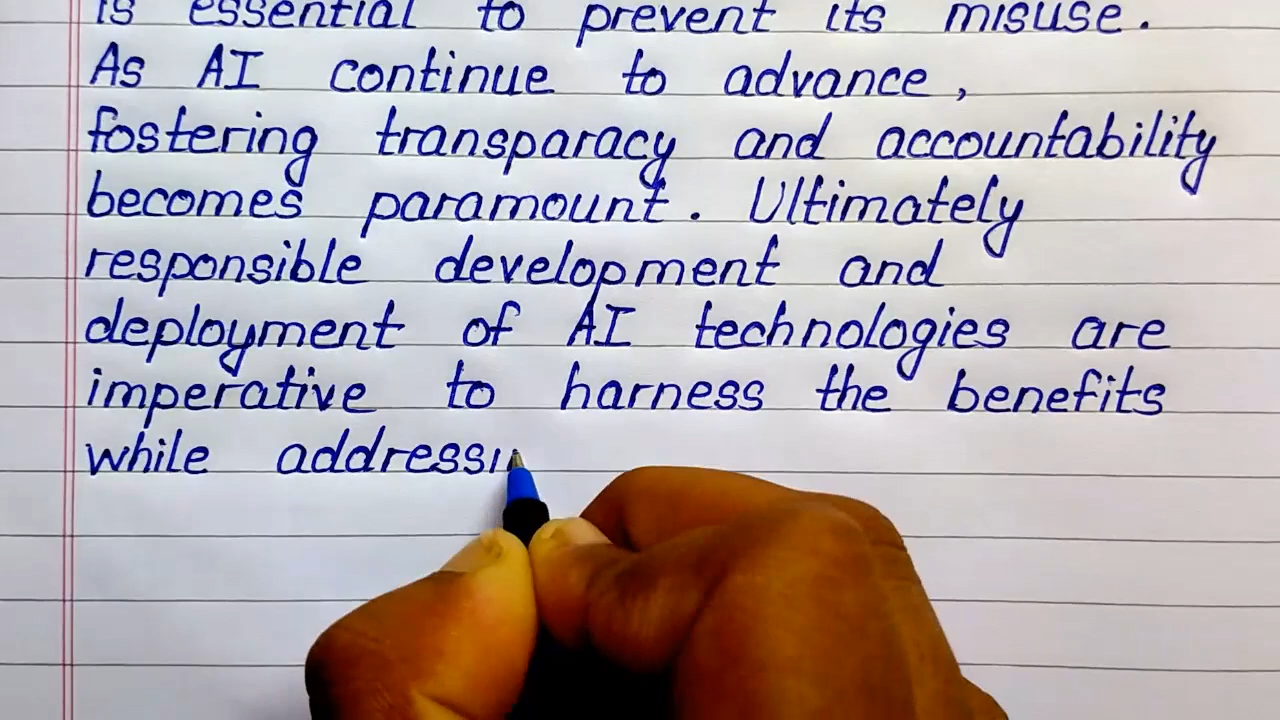 is essential to prevent its misuse.
As AI continue to advance,
fostering transparacy and accountability
becomes paramount. Ultimately
responsible development and
deployment of AI technologies are
imperative to harness the benefits
while addressi